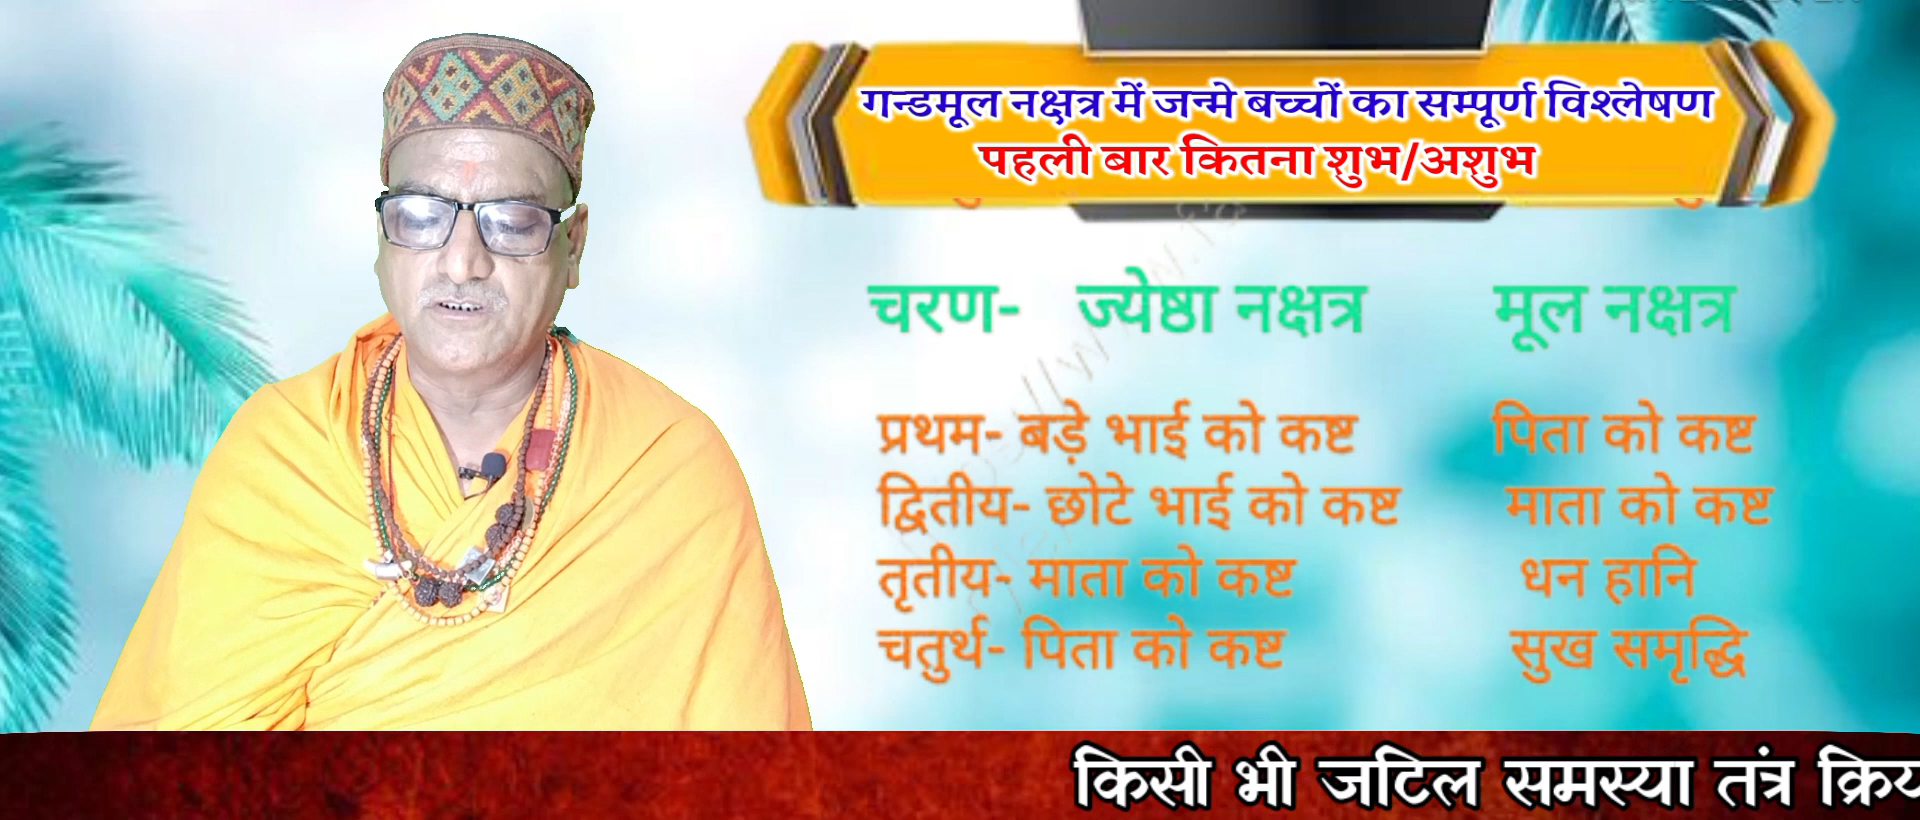 गन्डमूल नक्षत्र में जन्मे बच्चों का सम्पूर्ण विश्लेषण
पहली बार कितना शुभ/अशुभ
चरण- ज्येष्ठा नक्षत्र मूल नक्षत्र
प्रथम- बड़े भाई को कष्ट पिता को कष्ट
द्वितीय- छोटे भाई को कष्ट माता को कष्ट
तृतीय- माता को कष्ट धन हानि
चतुर्थ- पिता को कष्ट सुख समृद्धि
किसी भी जटिल समस्या तंत्र